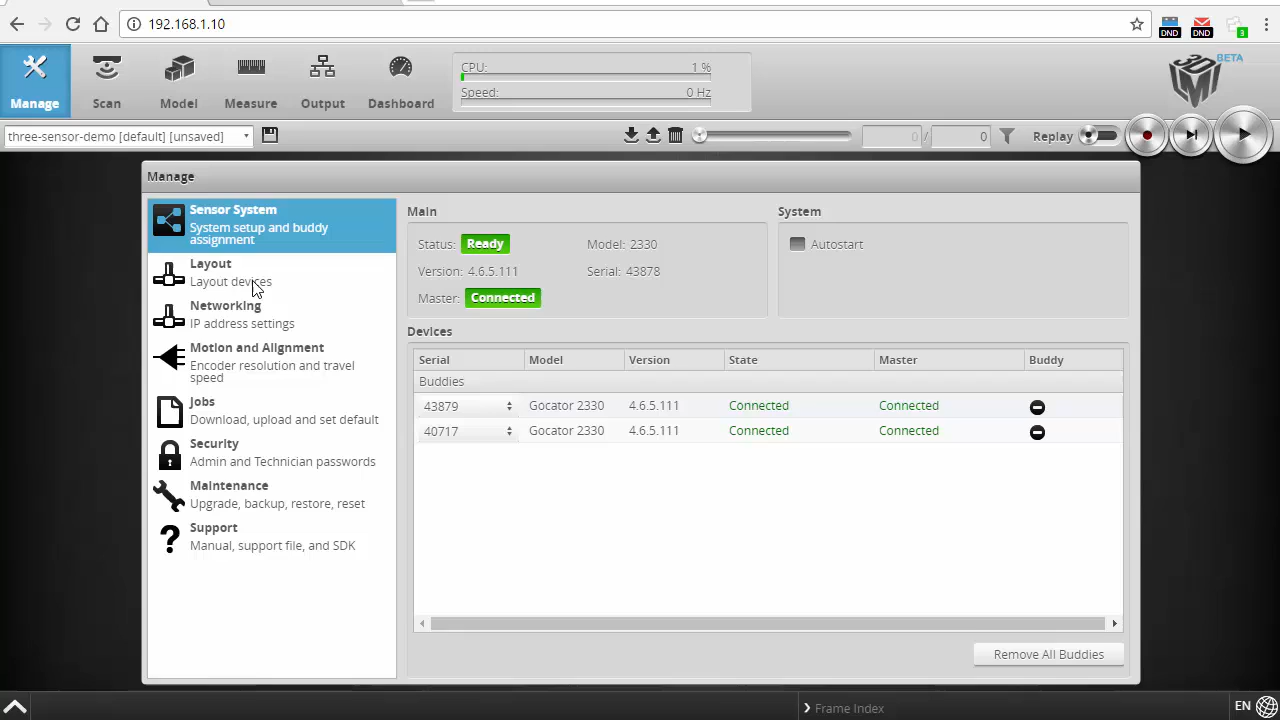 192.168.1.10
DND
DND
3
Manage
Scan
Model
Measure
Output
Dashboard
CPU:
1 %
Speed:
0 Hz
BETA
three-sensor-demo [default] [unsaved]
0 /
0
Replay
Manage
Sensor System
System setup and buddy
assignment
Layout
Layout devices
Networking
IP address settings
Motion and Alignment
Encoder resolution and travel
speed
Jobs
Download, upload and set default
Security
Admin and Technician passwords
Maintenance
Upgrade, backup, restore, reset
Support
Manual, support file, and SDK
Main
Status: Ready
Model: 2330
Version: 4.6.5.111
Serial: 43878
Master: Connected
System
Autostart
Devices
Serial
Model
Version
State
Master
Buddy
Buddies
43879
Gocator 2330
4.6.5.111
Connected
Connected
40717
Gocator 2330
4.6.5.111
Connected
Connected
Remove All Buddies
Frame Index
EN